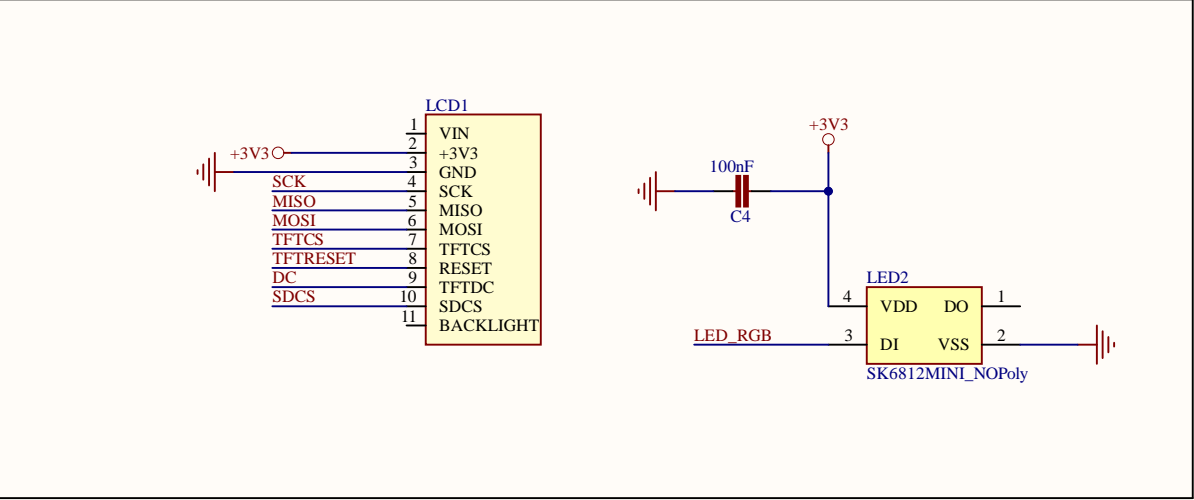 LCD1
1 VIN
+3V3 2 +3V3
3 GND
SCK 4 SCK
MISO 5 MISO
MOSI 6 MOSI
TFTCS 7 TFTCS
TFTRESET 8 RESET
DC 9 TFTDC
SDCS 10 SDCS
11 BACKLIGHT
+3V3
100nF
C4
LED2
4 VDD DO 1
LED_RGB 3 DI VSS 2
SK6812MINI_NOPoly